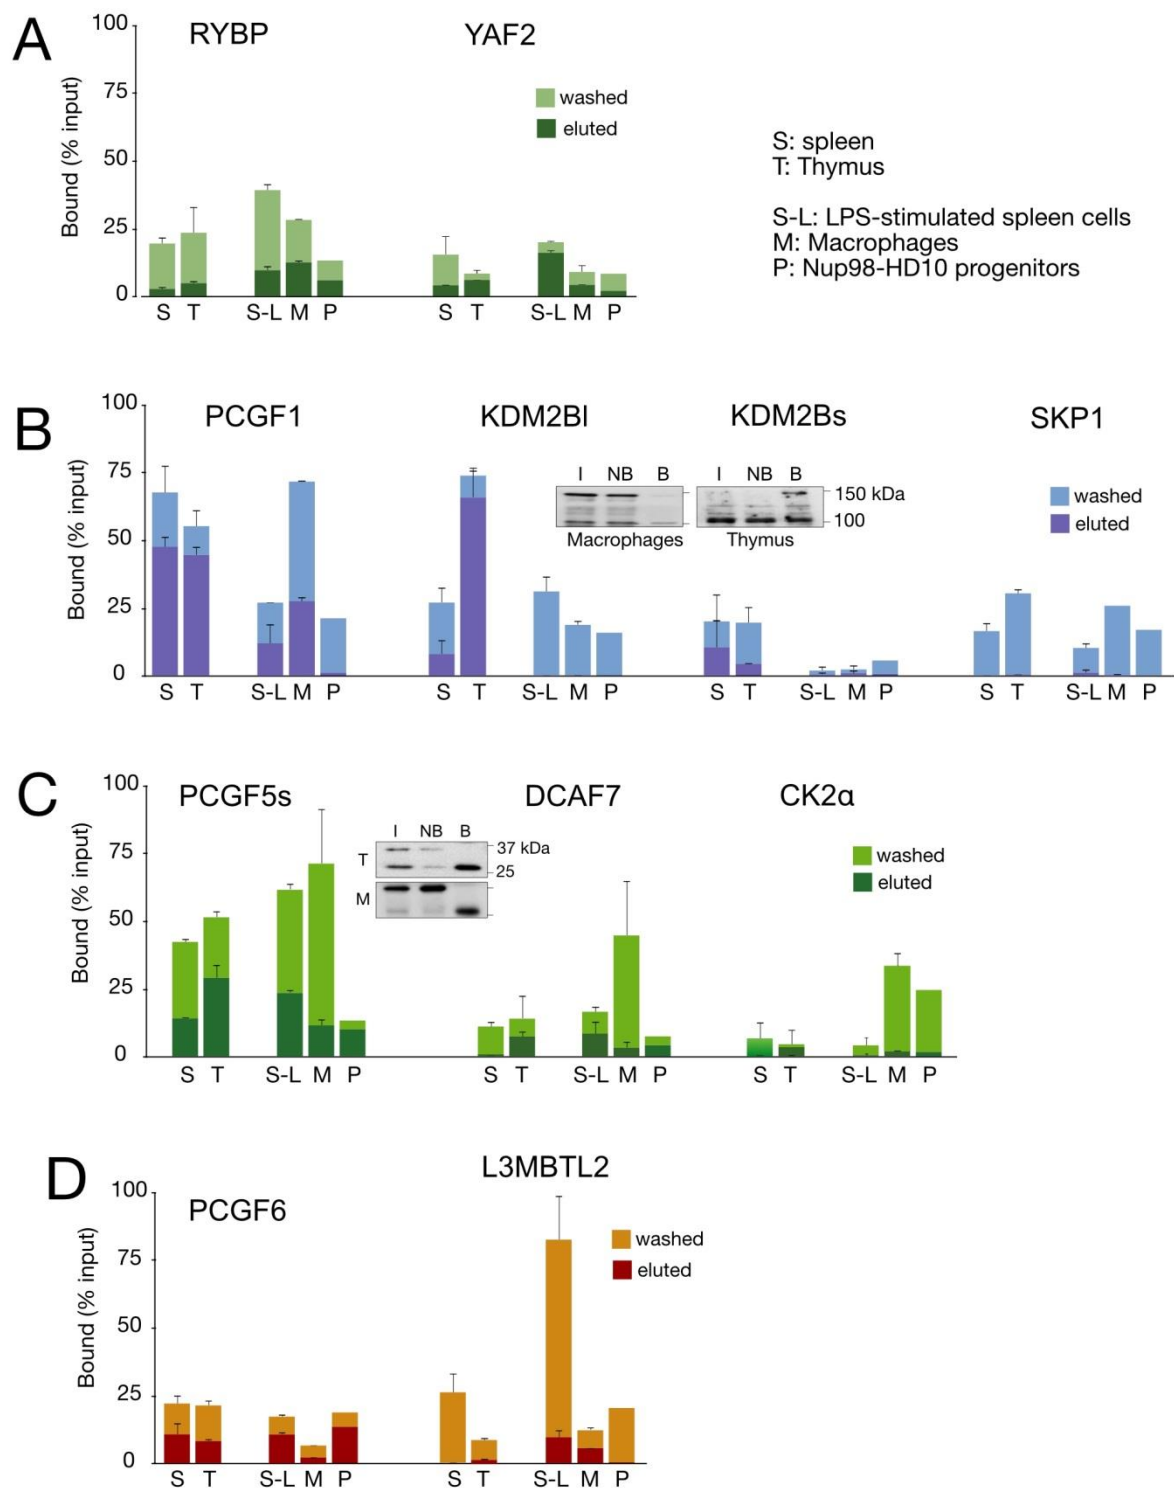 A
RYBP
YAF2
Bound (% input)
100
75
50
25
0
washed
eluted
S T S-L M P
S T S-L M P
S: spleen
T: Thymus
S-L: LPS-stimulated spleen cells
M: Macrophages
P: Nup98-HD10 progenitors
B
PCGF1
KDM2Bl
KDM2Bs
SKP1
Bound (% input)
100
75
50
25
0
I NB B
I NB B
150 kDa
100
Macrophages
Thymus
washed
eluted
S T S-L M P
S T S-L M P
S T S-L M P
S T S-L M P
C
PCGF5s
DCAF7
CK2α
Bound (% input)
100
75
50
25
0
I NB B
T
37 kDa
25
M
washed
eluted
S T S-L M P
S T S-L M P
S T S-L M P
D
PCGF6
L3MBTL2
Bound (% input)
100
75
50
25
0
washed
eluted
S T S-L M P
S T S-L M P